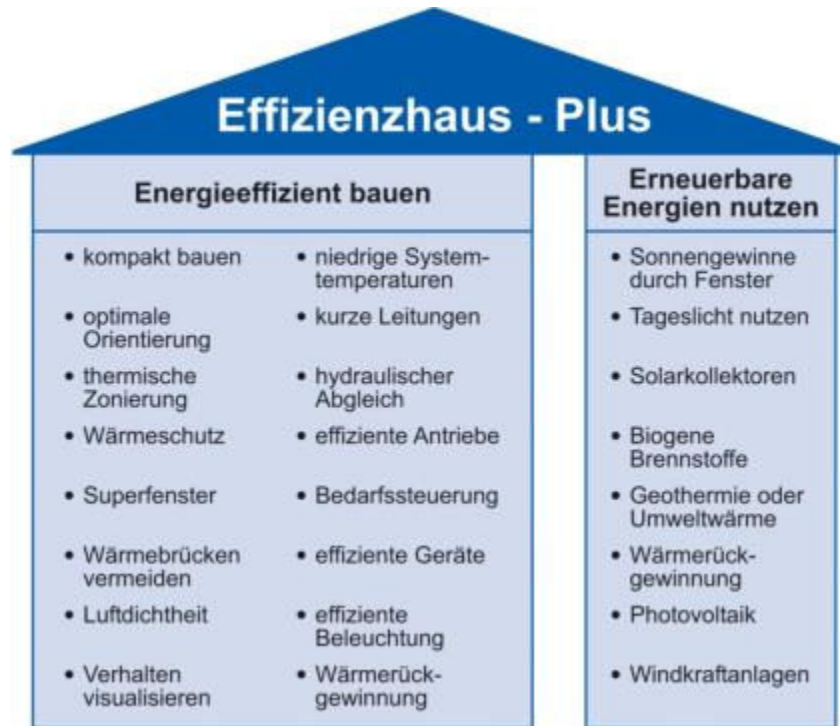 Effizienzhaus - Plus
Energieeffizient bauen
• kompakt bauen
• optimale
Orientierung
• thermische
Zonierung
• Wärmeschutz
• Superfenster
• Wärmebrücken
vermeiden
• Luftdichtheit
• Verhalten
visualisieren
• niedrige System-
temperaturen
• kurze Leitungen
• hydraulischer
Abgleich
• effiziente Antriebe
• Bedarfssteuerung
• effiziente Geräte
• effiziente
Beleuchtung
• Wärmerück-
gewinnung
Erneuerbare
Energien nutzen
• Sonnengewinne
durch Fenster
• Tageslicht nutzen
• Solarkollektoren
• Biogene
Brennstoffe
• Geothermie oder
Umweltwärme
• Wärmerück-
gewinnung
• Photovoltaik
• Windkraftanlagen